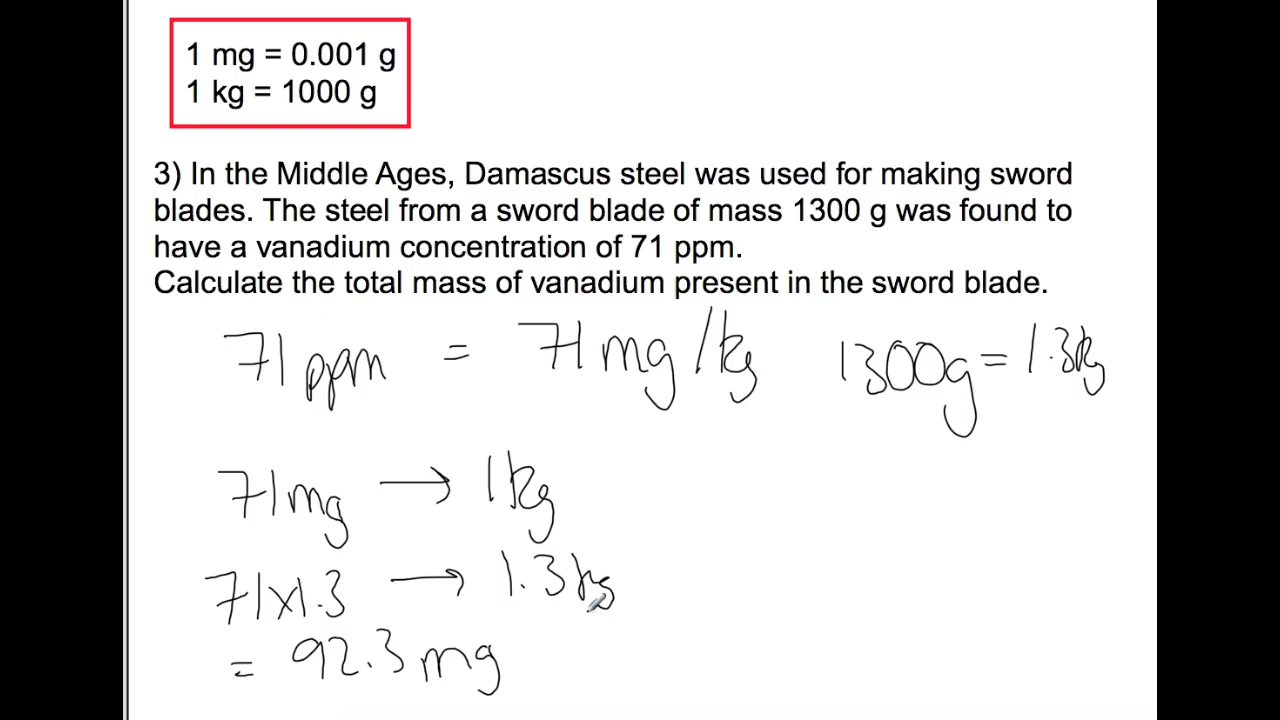 1 mg = 0.001 g
1 kg = 1000 g
3) In the Middle Ages, Damascus steel was used for making sword
blades. The steel from a sword blade of mass 1300 g was found to
have a vanadium concentration of 71 ppm.
Calculate the total mass of vanadium present in the sword blade.
71 ppm = 71 mg/kg 1300g = 1.3kg
71mg → 1kg
71x1.3 → 1.3kg
= 92.3 mg